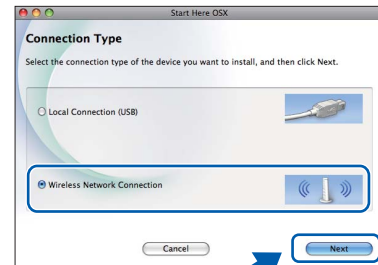 Start Here OSX
Connection Type
Select the connection type of the device you want to install, and then click Next.
Local Connection (USB)
Wireless Network Connection
Cancel
Next